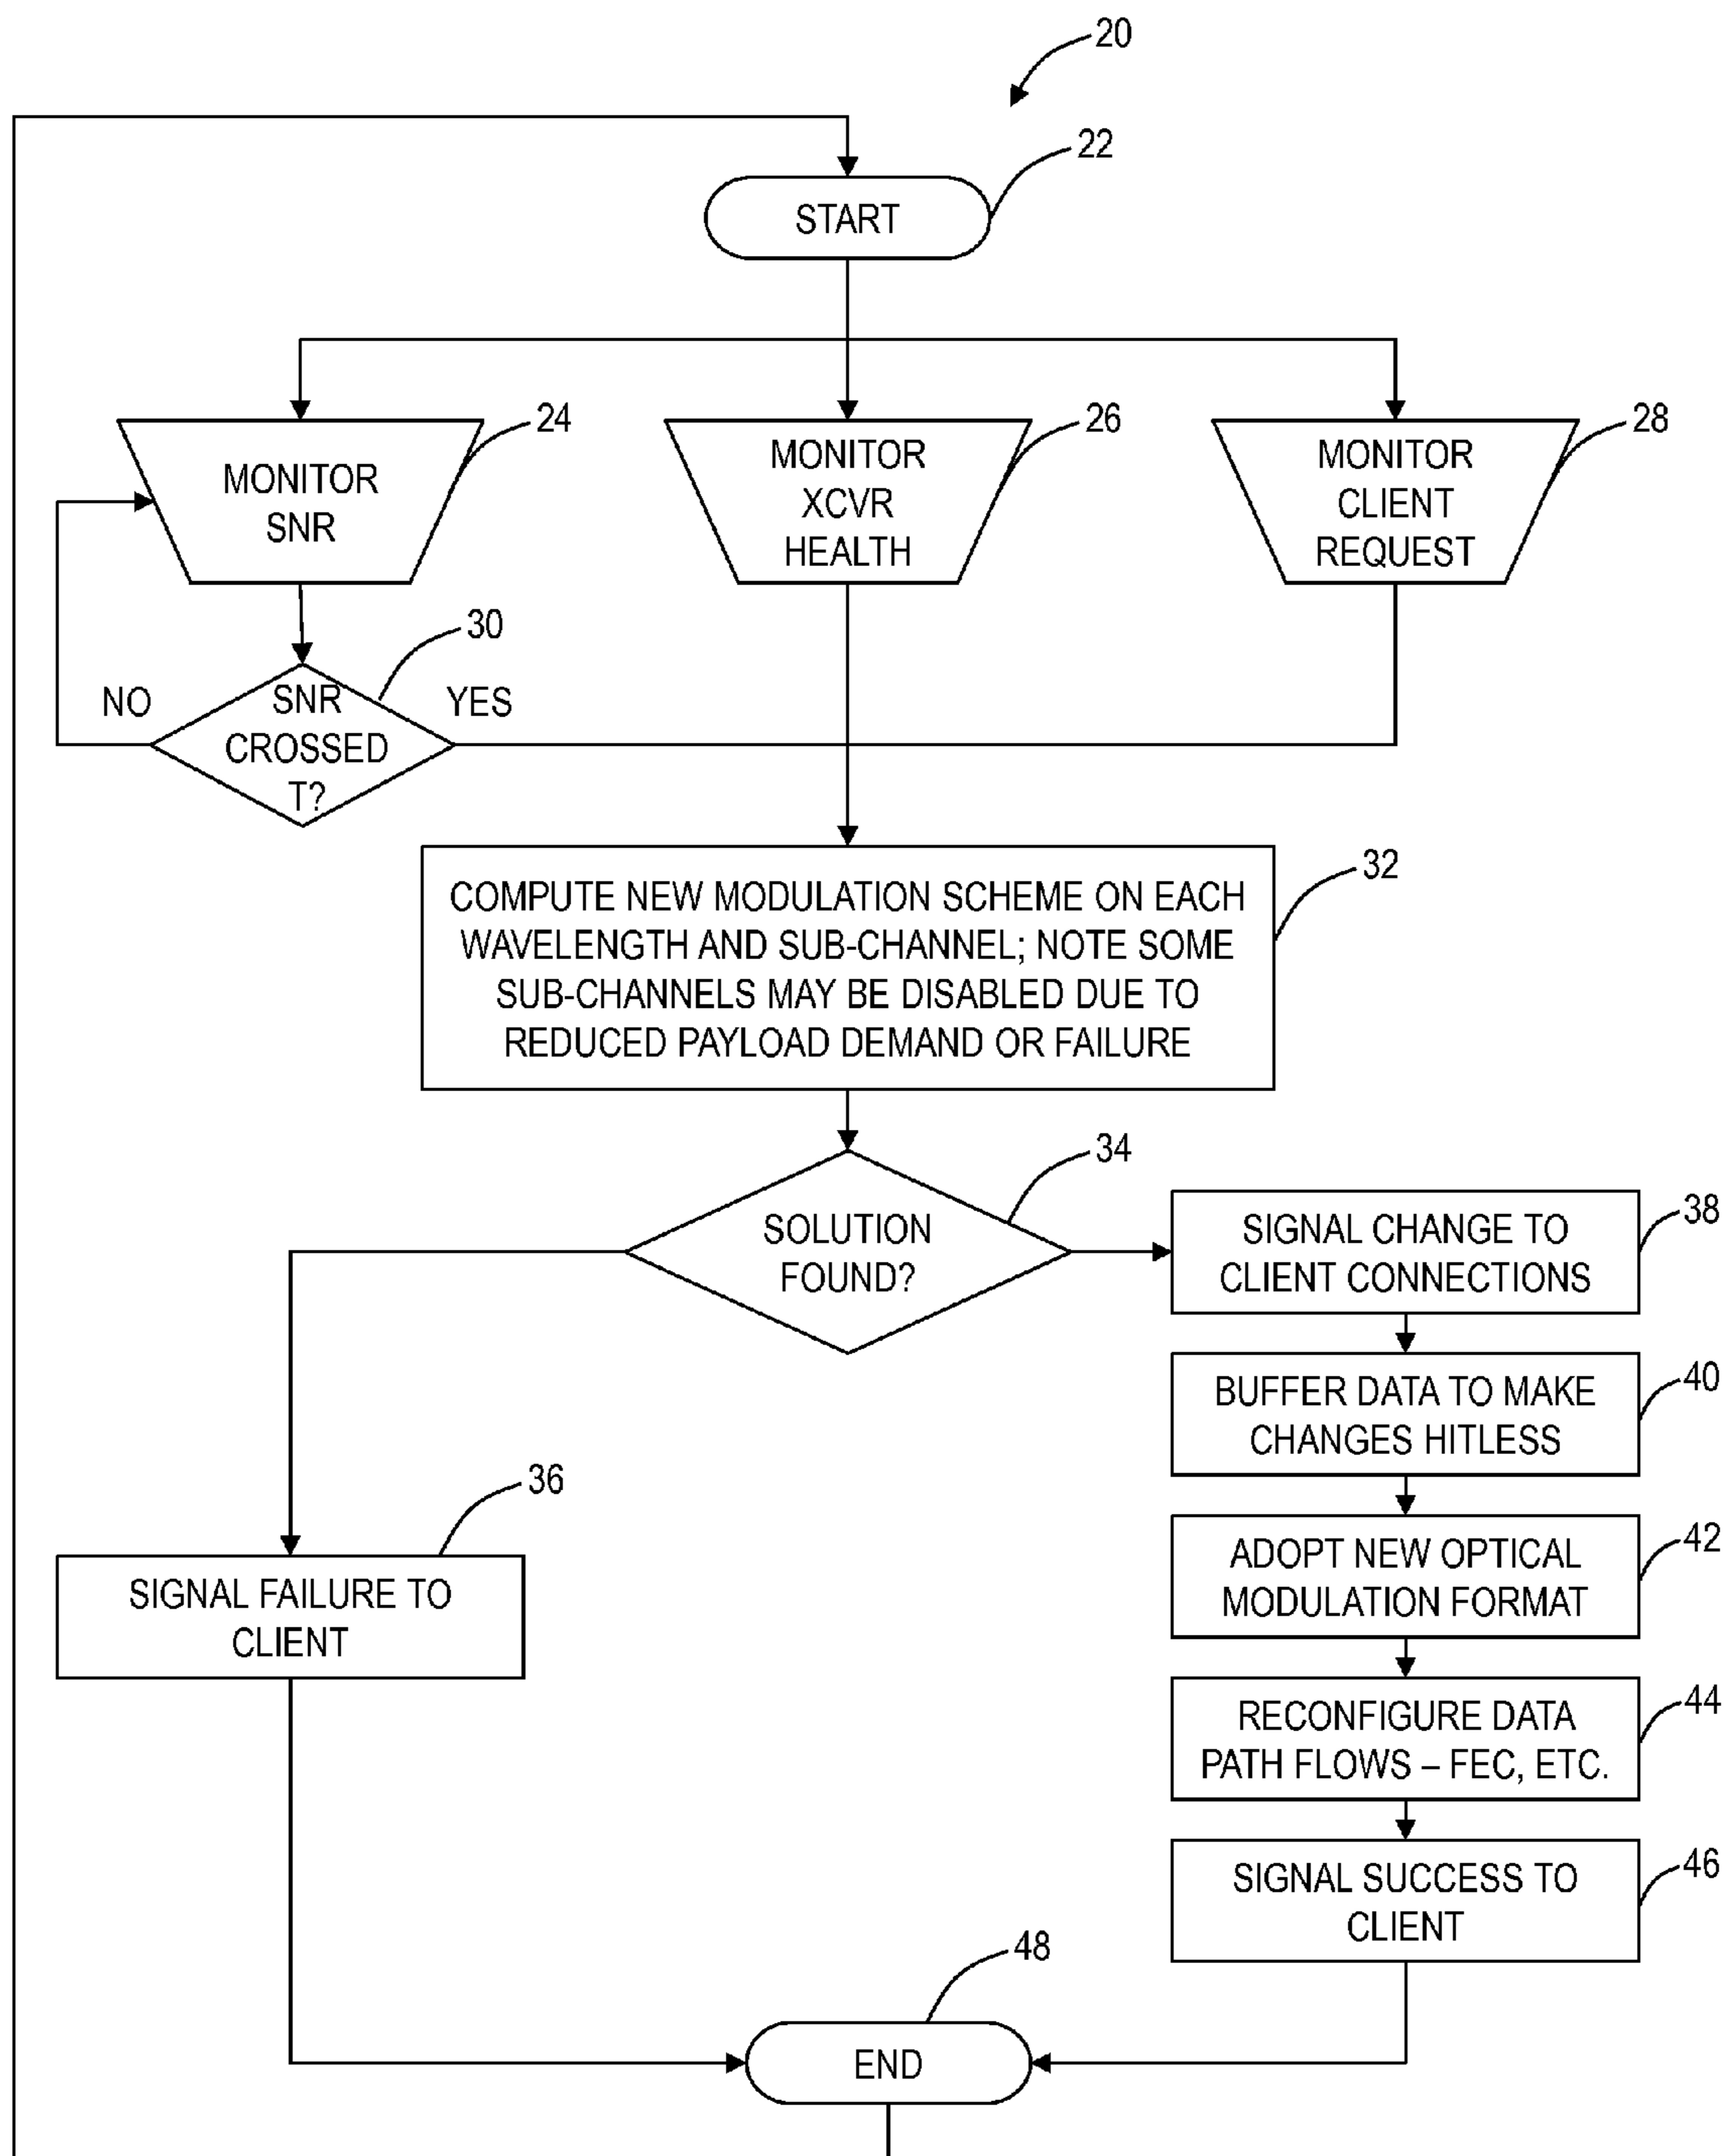 20
22
START
24
26
28
MONITOR
SNR
MONITOR
XCVR
HEALTH
MONITOR
CLIENT
REQUEST
30
NO
YES
SNR
CROSSED
T?
32
COMPUTE NEW MODULATION SCHEME ON EACH
WAVELENGTH AND SUB-CHANNEL; NOTE SOME
SUB-CHANNELS MAY BE DISABLED DUE TO
REDUCED PAYLOAD DEMAND OR FAILURE
34
SOLUTION
FOUND?
38
SIGNAL CHANGE TO
CLIENT CONNECTIONS
40
BUFFER DATA TO MAKE
CHANGES HITLESS
36
SIGNAL FAILURE TO
CLIENT
42
ADOPT NEW OPTICAL
MODULATION FORMAT
44
RECONFIGURE DATA
PATH FLOWS – FEC, ETC.
46
SIGNAL SUCCESS TO
CLIENT
48
END